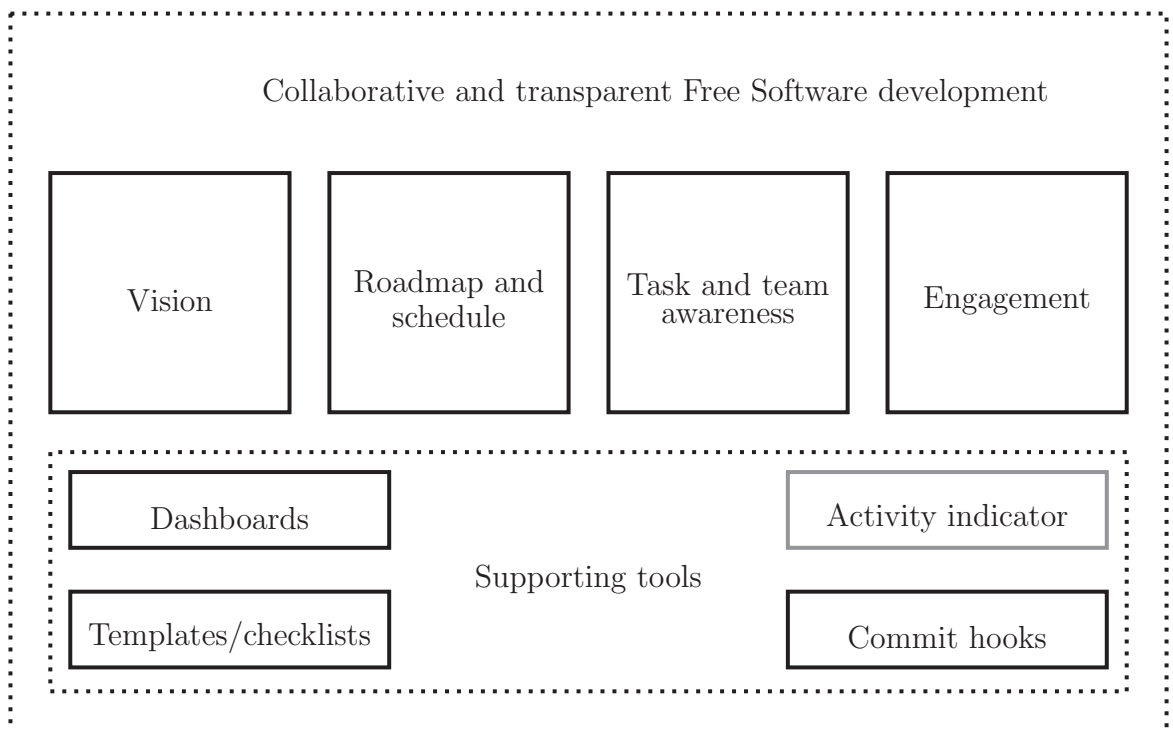 Collaborative and transparent Free Software development
Vision
Roadmap and
schedule
Task and team
awareness
Engagement
Dashboards
Activity indicator
Supporting tools
Templates/checklists
Commit hooks